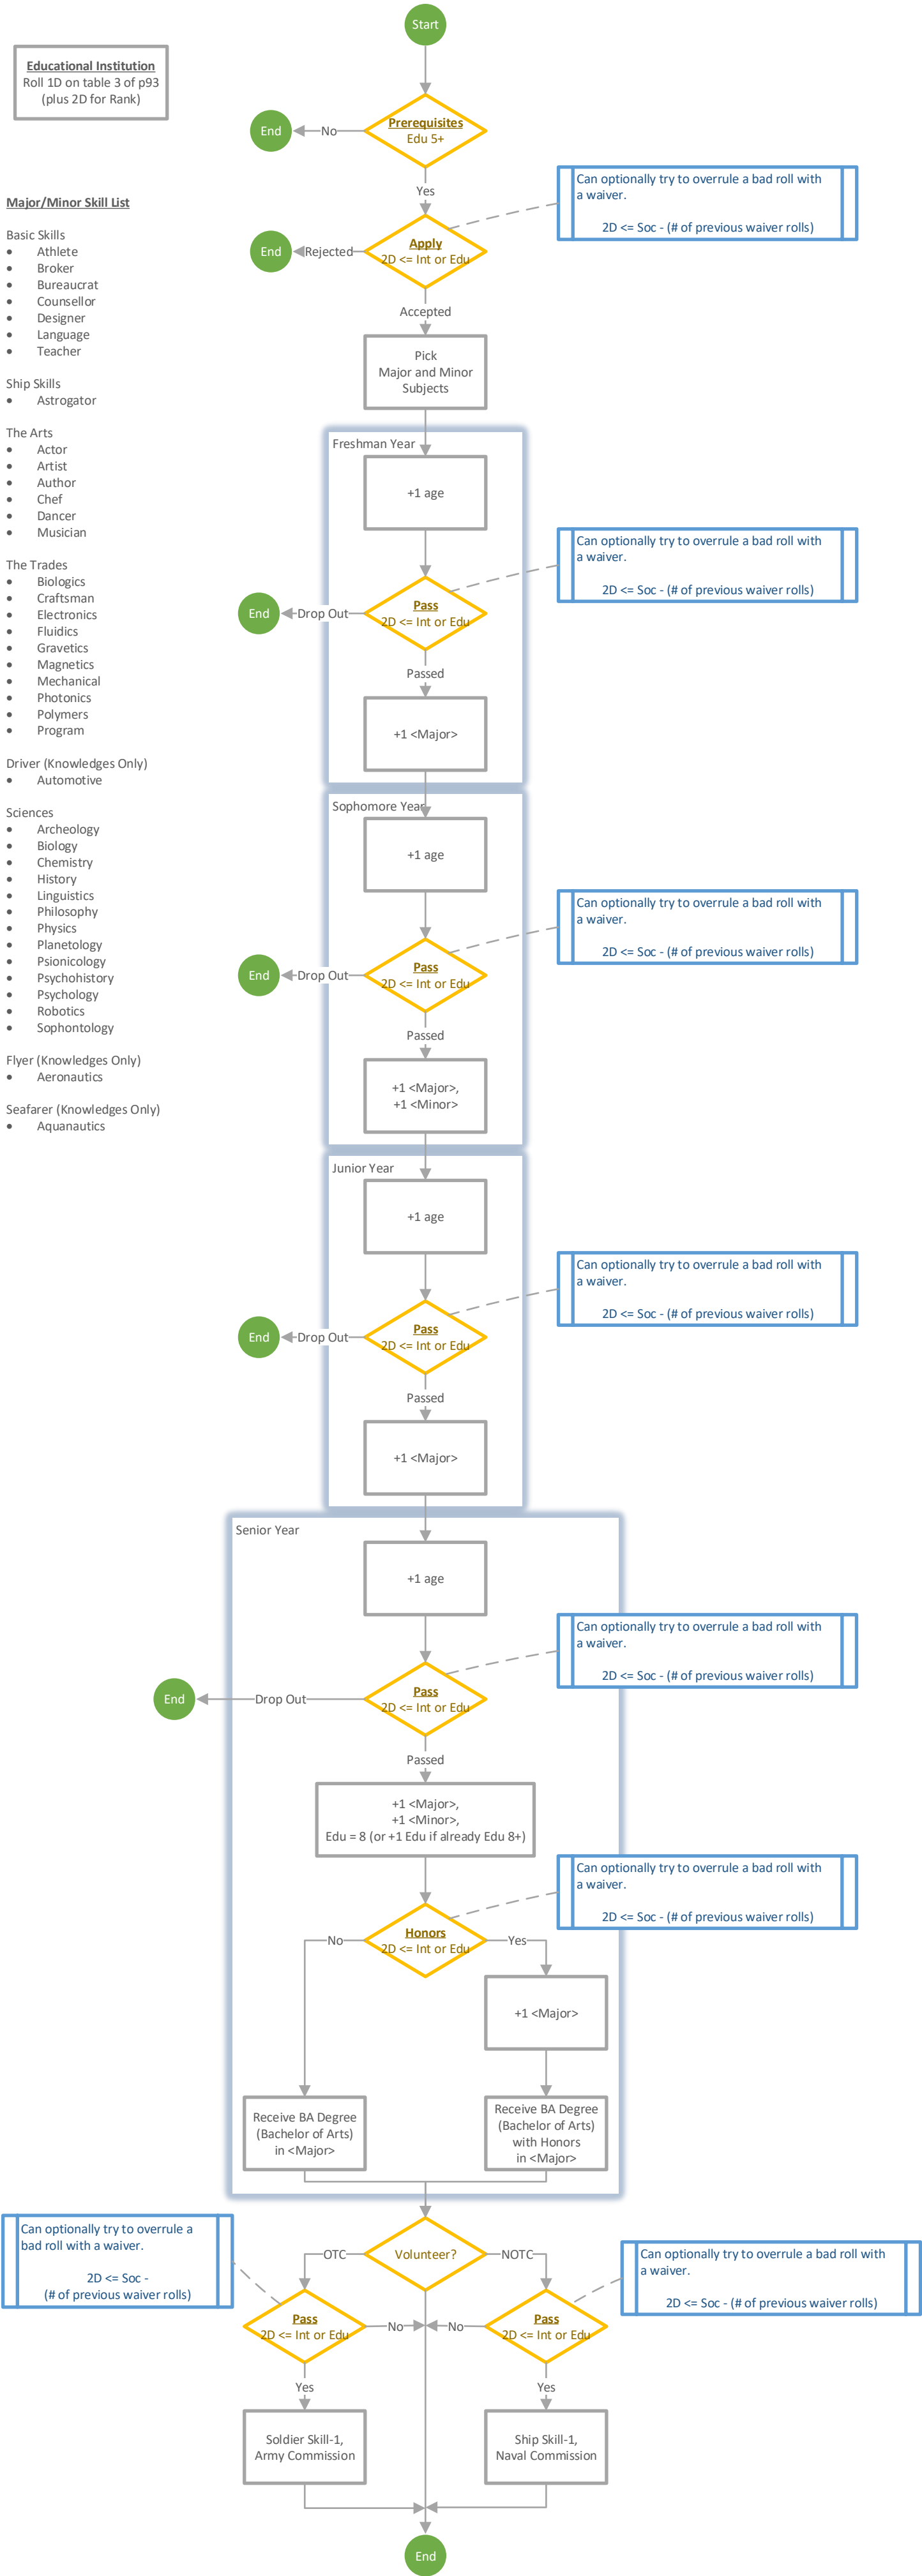 Start
Educational Institution
Roll 1D on table 3 of p93
(plus 2D for Rank)
Prerequisites
Edu 5+
No
End
Yes
Can optionally try to overrule a bad roll with
a waiver.
2D <= Soc - (# of previous waiver rolls)
Apply
2D <= Int or Edu
Rejected
End
Accepted
Pick
Major and Minor
Subjects
Major/Minor Skill List
Basic Skills
• Athlete
• Broker
• Bureaucrat
• Counsellor
• Designer
• Language
• Teacher
Ship Skills
• Astrogator
The Arts
• Actor
• Artist
• Author
• Chef
• Dancer
• Musician
The Trades
• Biologics
• Craftsman
• Electronics
• Fluidics
• Gravetics
• Magnetics
• Mechanical
• Photonics
• Polymers
• Program
Driver (Knowledges Only)
• Automotive
Sciences
• Archeology
• Biology
• Chemistry
• History
• Linguistics
• Philosophy
• Physics
• Planetology
• Psionicology
• Psychohistory
• Psychology
• Robotics
• Sophontology
Flyer (Knowledges Only)
• Aeronautics
Seafarer (Knowledges Only)
• Aquanautics
Freshman Year
+1 age
Can optionally try to overrule a bad roll with
a waiver.
2D <= Soc - (# of previous waiver rolls)
Pass
2D <= Int or Edu
Drop Out
End
Passed
+1 <Major>
Sophomore Year
+1 age
Can optionally try to overrule a bad roll with
a waiver.
2D <= Soc - (# of previous waiver rolls)
Pass
2D <= Int or Edu
Drop Out
End
Passed
+1 <Major>,
+1 <Minor>
Junior Year
+1 age
Can optionally try to overrule a bad roll with
a waiver.
2D <= Soc - (# of previous waiver rolls)
Pass
2D <= Int or Edu
Drop Out
End
Passed
+1 <Major>
Senior Year
+1 age
Can optionally try to overrule a bad roll with
a waiver.
2D <= Soc - (# of previous waiver rolls)
Pass
2D <= Int or Edu
Drop Out
End
Passed
+1 <Major>,
+1 <Minor>,
Edu = 8 (or +1 Edu if already Edu 8+)
Can optionally try to overrule a bad roll with
a waiver.
2D <= Soc - (# of previous waiver rolls)
Honors
2D <= Int or Edu
No
Yes
+1 <Major>
Receive BA Degree
(Bachelor of Arts)
in <Major>
Receive BA Degree
(Bachelor of Arts)
with Honors
in <Major>
Volunteer?
OTC
NOTC
Can optionally try to overrule a
bad roll with a waiver.
2D <= Soc -
(# of previous waiver rolls)
Can optionally try to overrule a bad roll with
a waiver.
2D <= Soc - (# of previous waiver rolls)
Pass
2D <= Int or Edu
No
No
Pass
2D <= Int or Edu
Yes
Yes
Soldier Skill-1,
Army Commission
Ship Skill-1,
Naval Commission
End